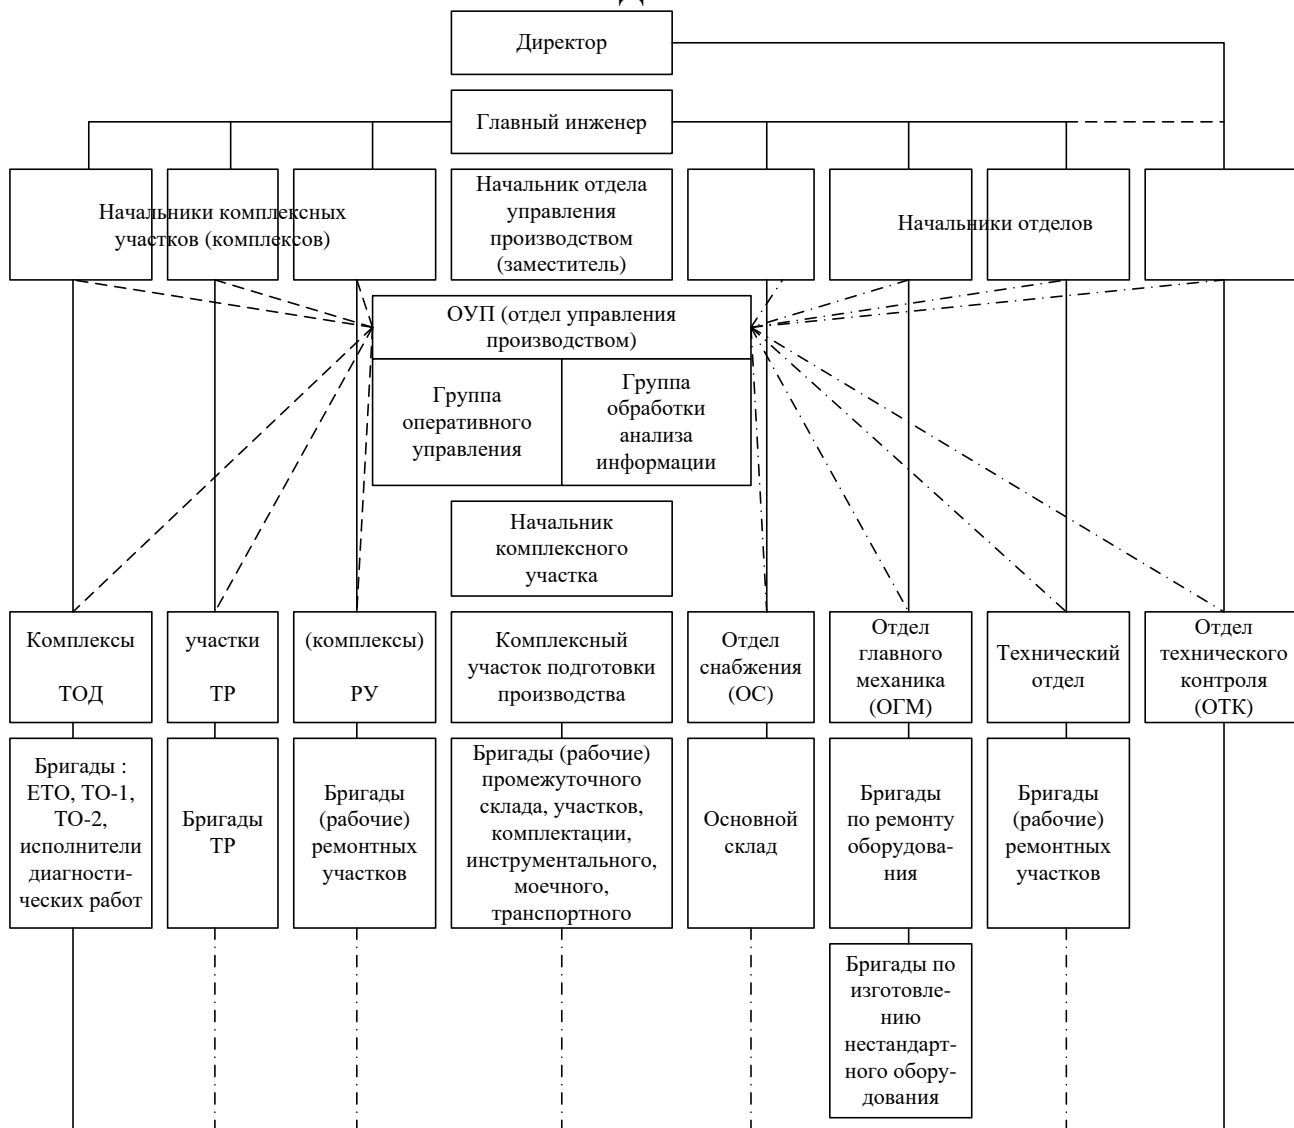 Директор
Главный инженер
Начальники комплексных
участков (комплексов)
Начальник отдела
управления
производством
(заместитель)
Начальники отделов
ОУП (отдел управления
производством)
Группа
оперативного
управления
Группа
обработки
анализа
информации
Начальник
комплексного
участка
Комплексы
ТОД
участки
ТР
(комплексы)
РУ
Комплексный
участок подготовки
производства
Отдел
снабжения
(ОС)
Отдел
главного
механика
(ОГМ)
Технический
отдел
Отдел
технического
контроля
(ОТК)
Бригады :
ЕТО, ТО-1,
ТО-2,
исполнители
диагности-
ческих работ
Бригады
ТР
Бригады
(рабочие)
ремонтных
участков
Бригады (рабочие)
промежуточного
склада, участков,
комплектации,
инструментального,
моечного,
транспортного
Основной
склад
Бригады
по ремонту
оборудова-
ния
Бригады
(рабочие)
ремонтных
участков
Бригады по
изготовле-
нию
нестандарт-
ного обору-
дования